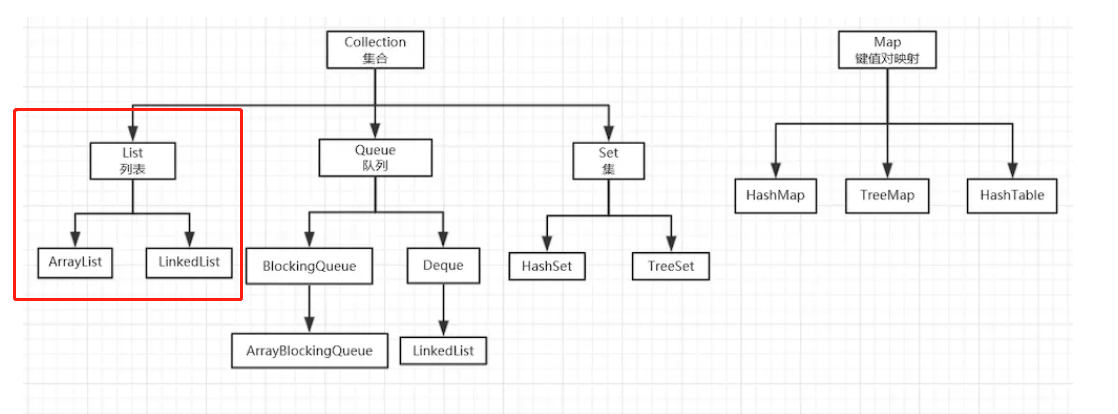 Collection
集合
Map
键值对映射
List
列表
Queue
队列
Set
集
HashMap
TreeMap
HashTable
ArrayList
LinkedList
BlockingQueue
Deque
HashSet
TreeSet
ArrayBlockingQueue
LinkedList